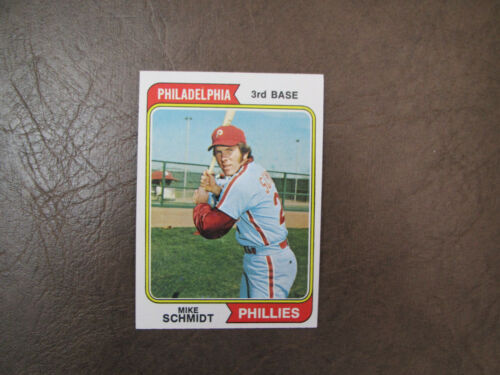 PHILADELPHIA 3rd BASE
MIKE
SCHMIDT PHILLIES